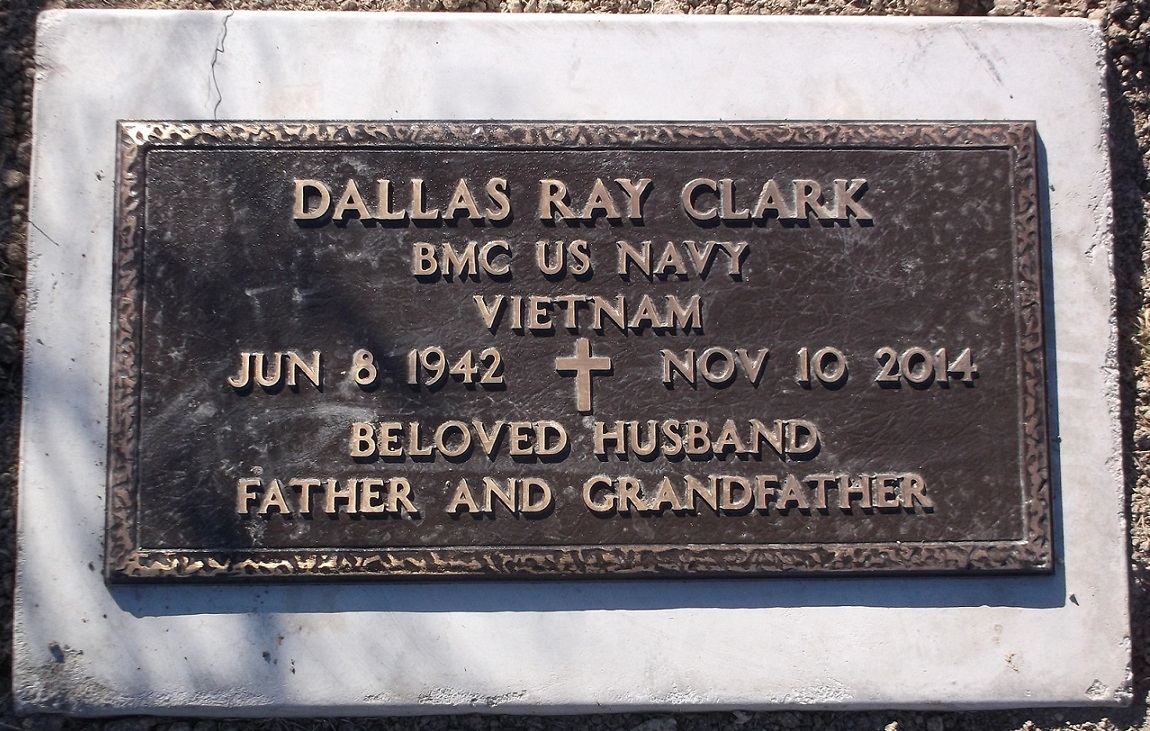 DALLAS RAY CLARK
BMC US NAVY
VIETNAM
JUN 8 1942 NOV 10 2014
BELOVED HUSBAND
FATHER AND GRANDFATHER